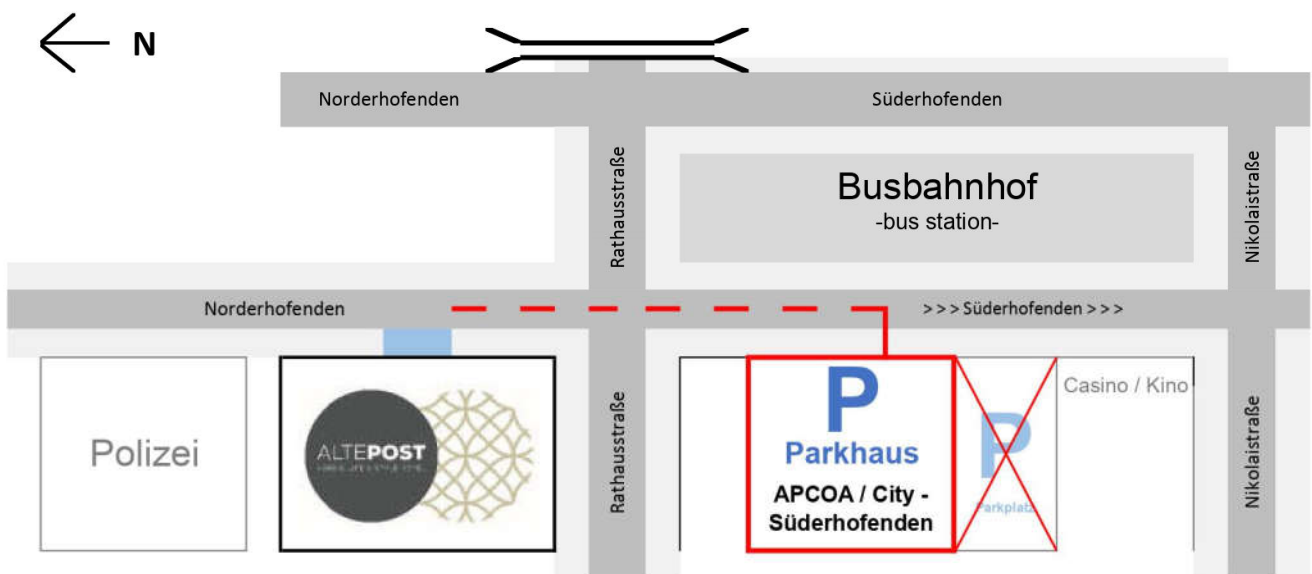 N
Norderhofenden
Süderhofenden
Rathausstraße
Busbahnhof
-bus station-
Nikolaistraße
Norderhofenden
> > > Süderhofenden > > >
Polizei
ALTEPOST
Rathausstraße
P
Parkhaus
APCOA / City -
Süderhofenden
P
Parkplatz
Casino / Kino
Nikolaistraße